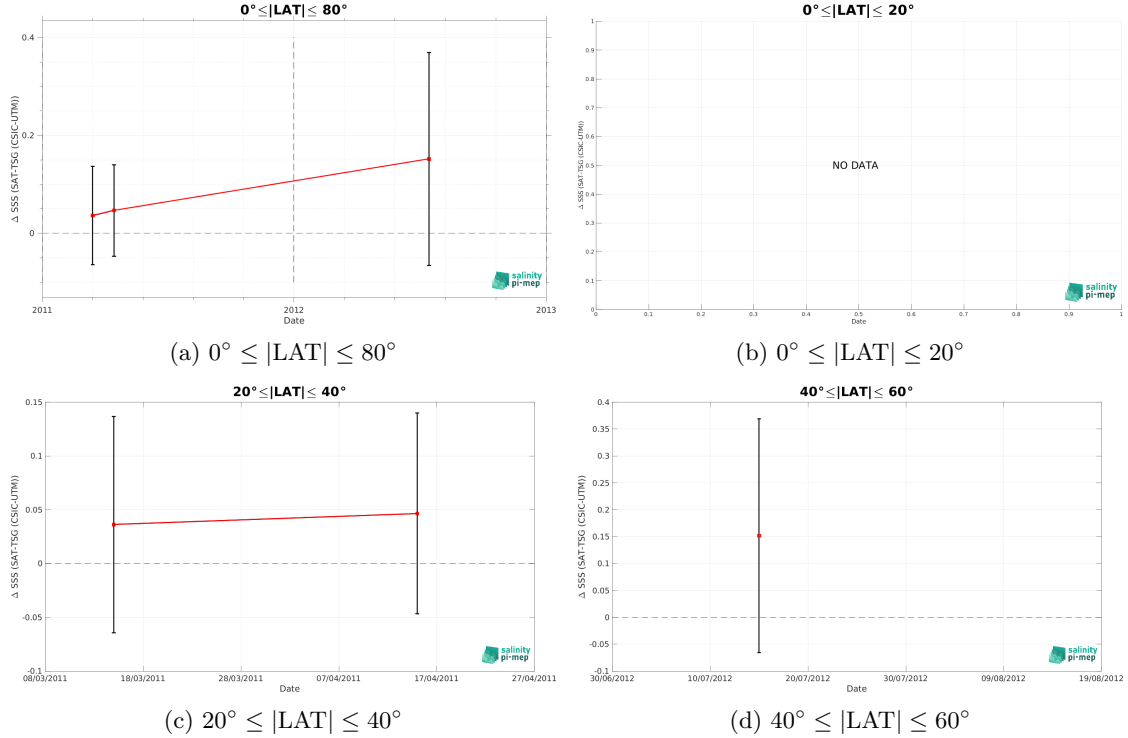 0°≤|LAT|≤ 80°
Δ SSS (SAT-TSG (CSIC-UTM))
0.4
0.2
0
2011
2012
2013
Date
salinity
pi-mep
(a) 0° ≤ |LAT| ≤ 80°
0°≤|LAT|≤ 20°
Δ SSS (SAT-TSG (CSIC-UTM))
1
0.9
0.8
0.7
0.6
0.5
0.4
0.3
0.2
0.1
0
NO DATA
0
0.1
0.2
0.3
0.4
0.5
0.6
0.7
0.8
0.9
1
Date
salinity
pi-mep
(b) 0° ≤ |LAT| ≤ 20°
20°≤|LAT|≤ 40°
Δ SSS (SAT-TSG (CSIC-UTM))
0.15
0.1
0.05
0
-0.05
-0.1
08/03/2011
18/03/2011
28/03/2011
07/04/2011
17/04/2011
27/04/2011
Date
salinity
pi-mep
(c) 20° ≤ |LAT| ≤ 40°
40°≤|LAT|≤ 60°
Δ SSS (SAT-TSG (CSIC-UTM))
0.4
0.35
0.3
0.25
0.2
0.15
0.1
0.05
0
-0.05
-0.1
30/06/2012
10/07/2012
20/07/2012
30/07/2012
09/08/2012
19/08/2012
Date
salinity
pi-mep
(d) 40° ≤ |LAT| ≤ 60°